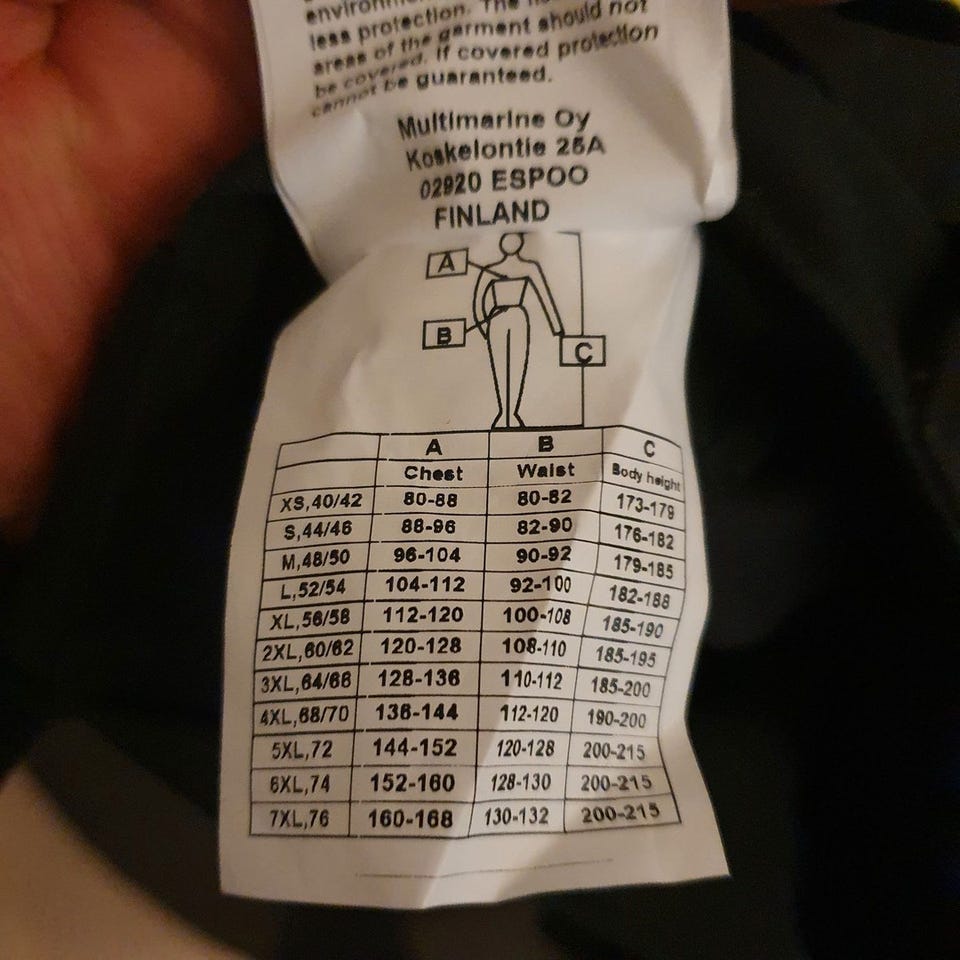 less protection. The
areas of the garment should not
be covered. If covered protection
cannot be guaranteed.
Multimarine Oy
Koskelontie 25A
02920 ESPOO
FINLAND
A
B
C
A B C
Chest Waist Body height
XS,40/42 80-88 80-82 173-179
S,44/46 88-96 82-90 176-182
M,48/50 96-104 90-92 179-185
L,52/54 104-112 92-100 182-188
XL,56/58 112-120 100-108 185-190
2XL,60/62 120-128 108-110 185-195
3XL,64/66 128-136 110-112 185-200
4XL,68/70 136-144 112-120 190-200
5XL,72 144-152 120-128 200-215
6XL,74 152-160 128-130 200-215
7XL,76 160-168 130-132 200-215